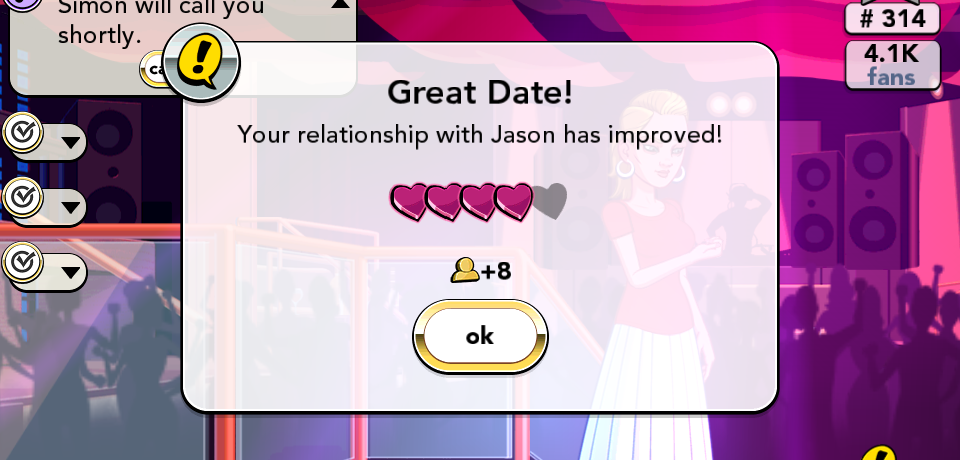 Simon will call you
shortly.
# 314
4.1K
fans
Great Date!
Your relationship with Jason has improved!
+8
ok